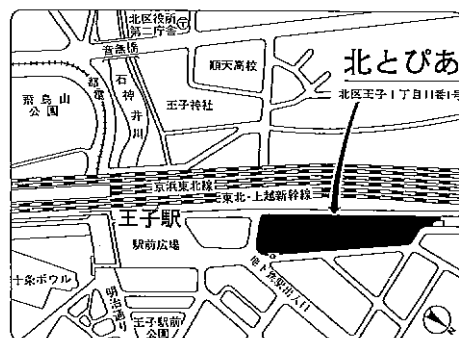 北区役所
第二庁舎
音無橋
順天高校
北とぴあ
北区王子1丁目11番1号
石神井川
飛鳥山
公園
王子神社
京浜東北線
東北・上越新幹線
王子駅
駅前広場
地下鉄駅出入口
十条ボウル
明治通り
王子駅前
公園
N